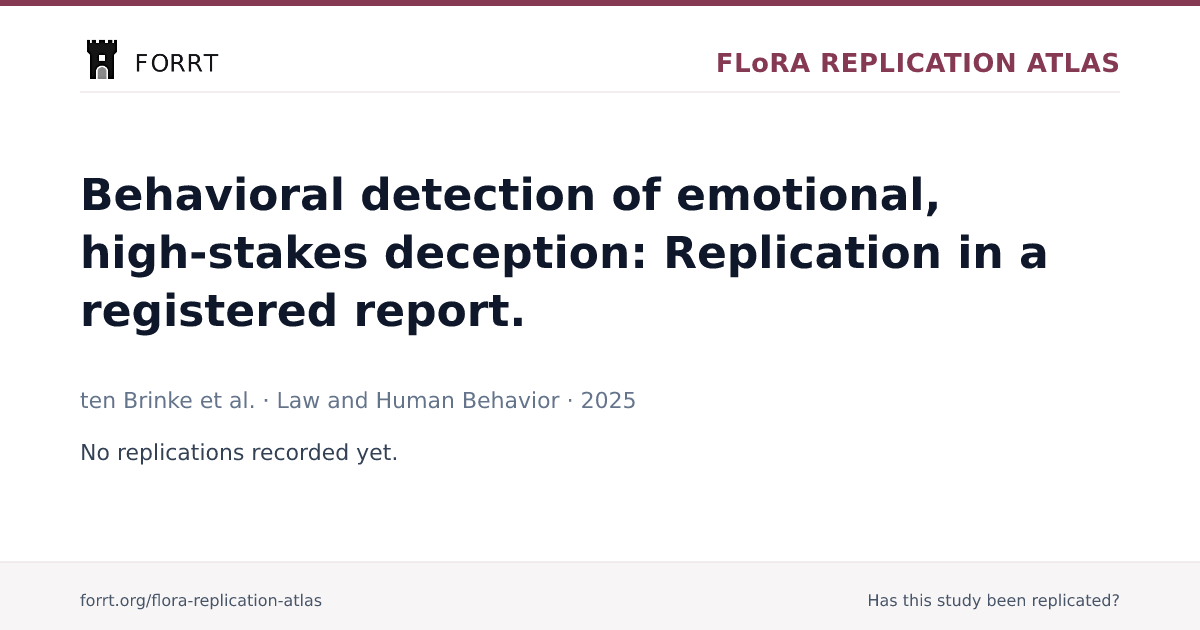 FORRT
FLoRA REPLICATION ATLAS
Behavioral detection of emotional,
high-stakes deception: Replication in a
registered report.
ten Brinke et al. · Law and Human Behavior · 2025
No replications recorded yet.
forrt.org/flora-replication-atlas
Has this study been replicated?